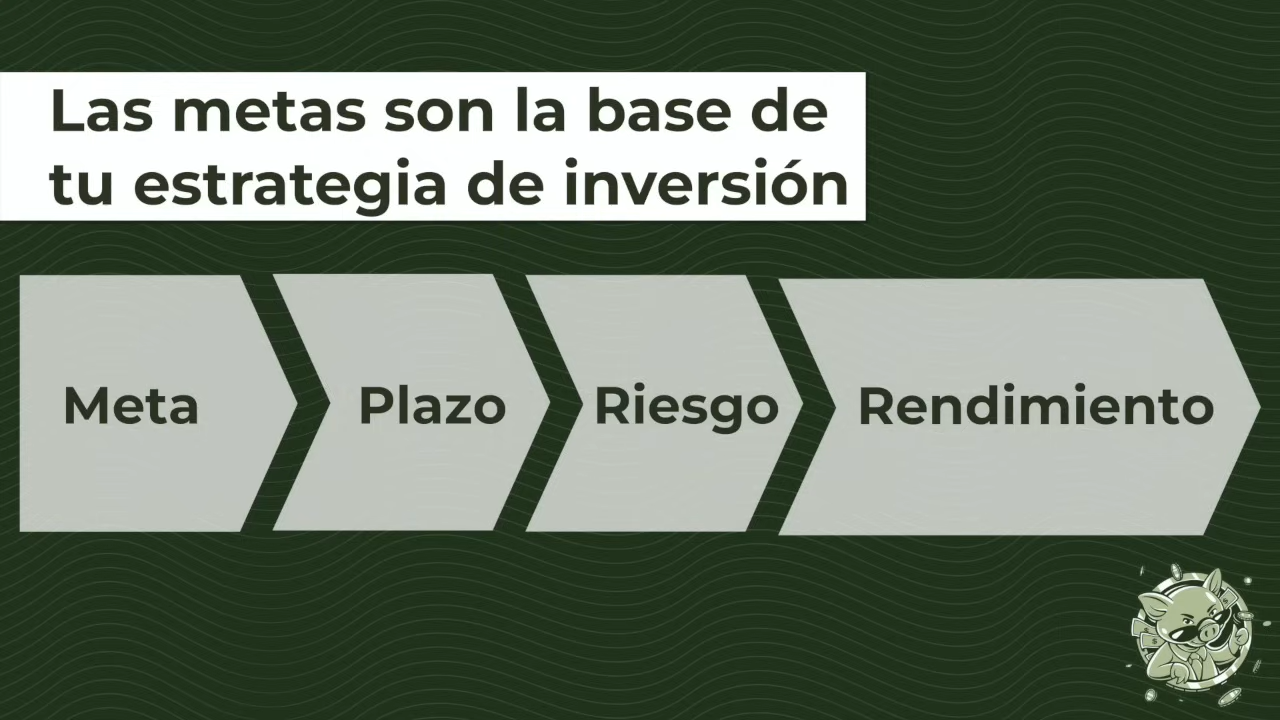 Las metas son la base de
tu estrategia de inversión
Meta
Plazo
Riesgo
Rendimiento